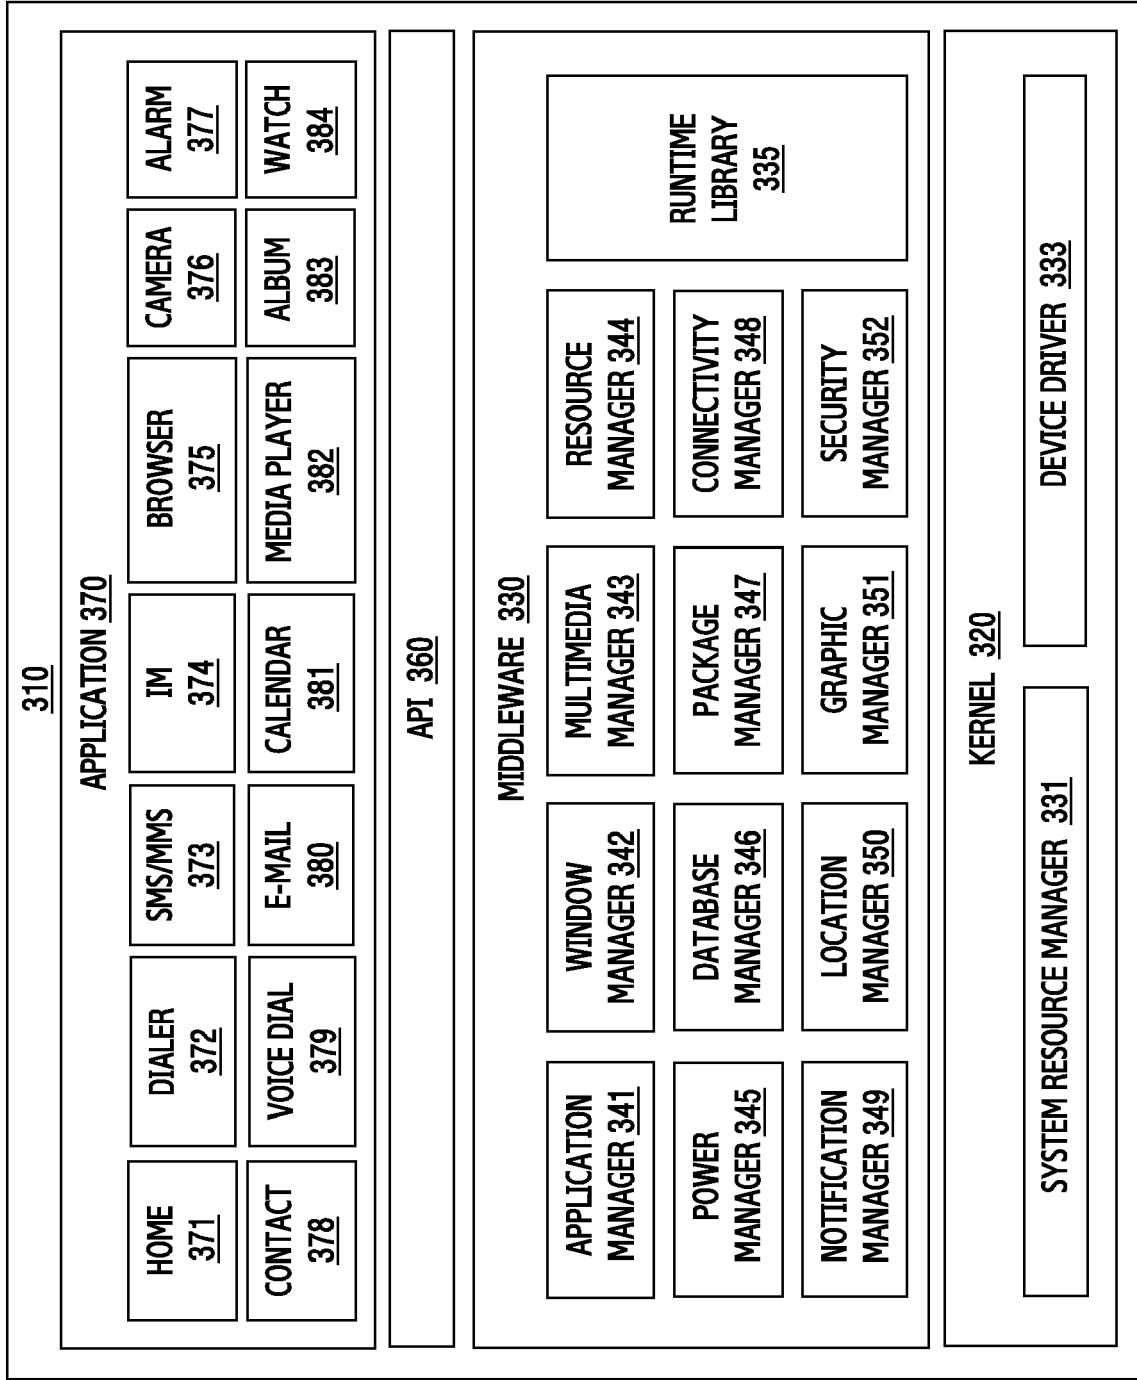 310
APPLICATION 370
HOME
371
DIALER
372
SMS/MMS
373
IM
374
BROWSER
375
CAMERA
376
ALARM
377
CONTACT
378
VOICE DIAL
379
E-MAIL
380
CALENDAR
381
MEDIA PLAYER
382
ALBUM
383
WATCH
384
API 360
MIDDLEWARE 330
APPLICATION
MANAGER 341
WINDOW
MANAGER 342
MULTIMEDIA
MANAGER 343
RESOURCE
MANAGER 344
POWER
MANAGER 345
DATABASE
MANAGER 346
PACKAGE
MANAGER 347
CONNECTIVITY
MANAGER 348
NOTIFICATION
MANAGER 349
LOCATION
MANAGER 350
GRAPHIC
MANAGER 351
SECURITY
MANAGER 352
RUNTIME
LIBRARY
335
KERNEL 320
SYSTEM RESOURCE MANAGER 331
DEVICE DRIVER 333